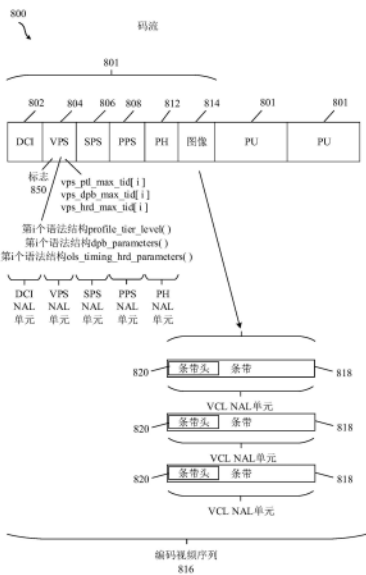 800
码流
801
802 804 806 808 812 814 801 801
DCI VPS SPS PPS PH 图像 PU PU
标志
850
vps_ptl_max_tid[ i ]
vps_dpb_max_tid[ i ]
vps_hrd_max_tid[ i ]
第i个语法结构profile_tier_level( )
第i个语法结构dpb_parameters( )
第i个语法结构ols_timing_hrd_parameters( )
DCI VPS SPS PPS PH
NAL NAL NAL NAL NAL
单元 单元 单元 单元 单元
820 条带头 条带 818
VCL NAL单元
820 条带头 条带 818
VCL NAL单元
820 条带头 条带 818
VCL NAL单元
编码视频序列
816